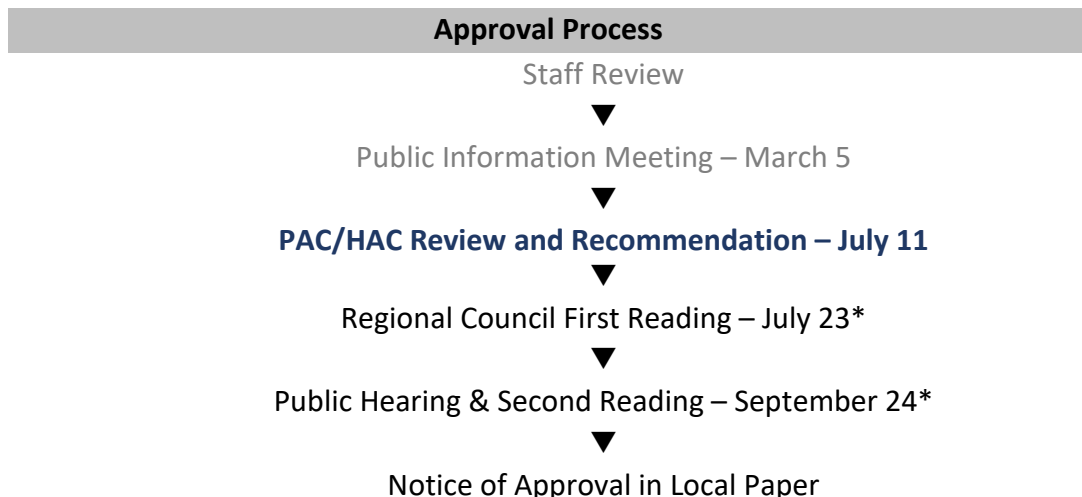 Approval Process
Staff Review
Public Information Meeting – March 5
PAC/HAC Review and Recommendation – July 11
Regional Council First Reading – July 23*
Public Hearing & Second Reading – September 24*
Notice of Approval in Local Paper